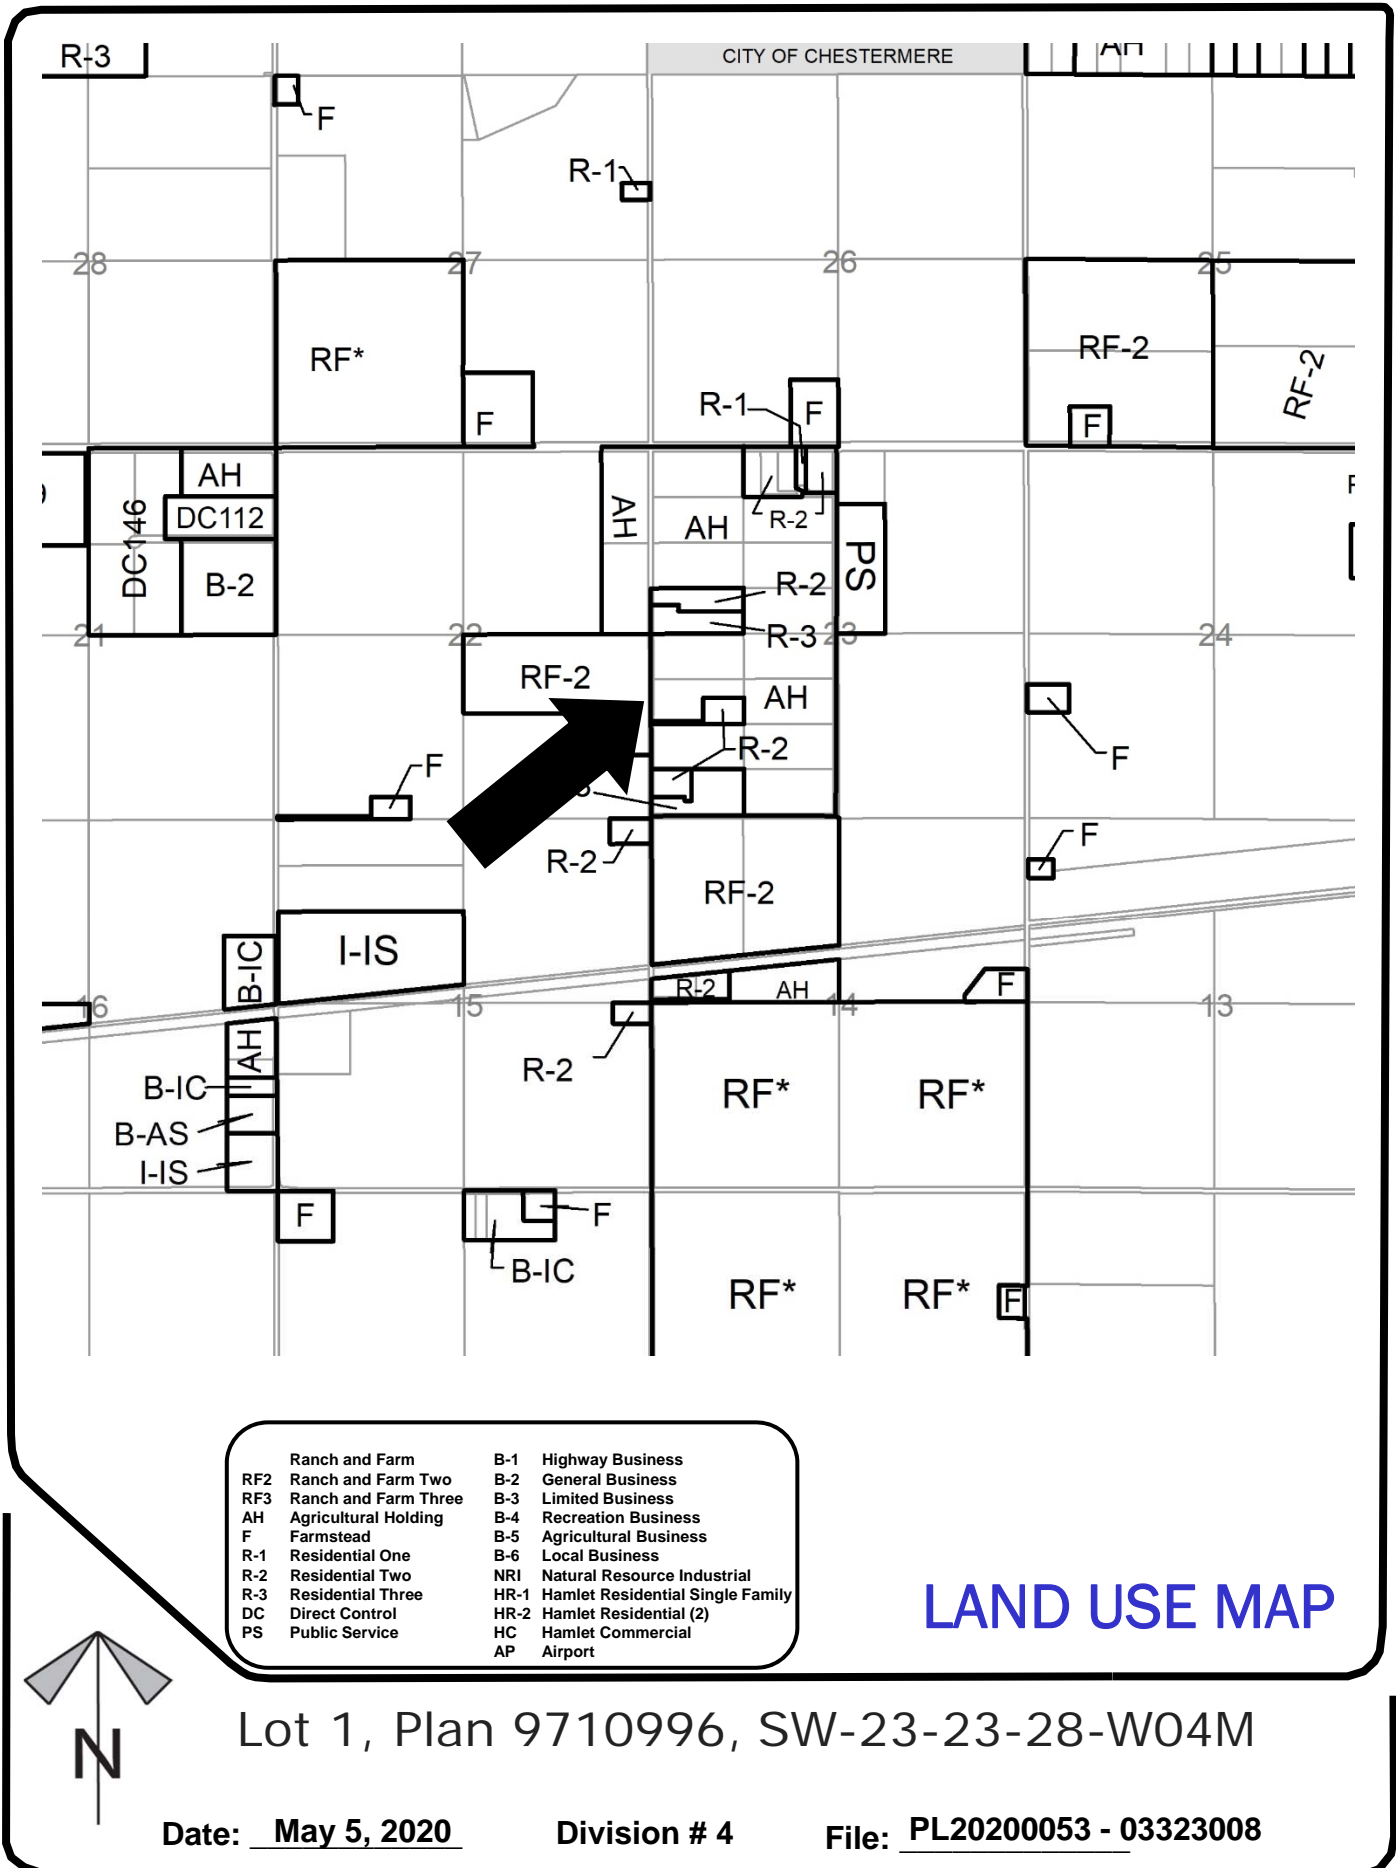 R-3
CITY OF CHESTERMERE
AH
F
R-1
28
27
26
25
RF*
RF-2
RF-2
F
R-1
F
F
AH
DC112
DC146
B-2
AH
AH
R-2
PS
R-2
R-3
21
22
23
24
RF-2
AH
R-2
F
F
R-2
F
RF-2
B-IC
I-IS
R-2
AH
F
16
15
14
13
AH
R-2
B-IC
RF*
RF*
B-AS
I-IS
F
F
B-IC
RF*
RF*
F
Ranch and Farm
RF2 Ranch and Farm Two
RF3 Ranch and Farm Three
AH Agricultural Holding
F Farmstead
R-1 Residential One
R-2 Residential Two
R-3 Residential Three
DC Direct Control
PS Public Service
B-1 Highway Business
B-2 General Business
B-3 Limited Business
B-4 Recreation Business
B-5 Agricultural Business
B-6 Local Business
NRI Natural Resource Industrial
HR-1 Hamlet Residential Single Family
HR-2 Hamlet Residential (2)
HC Hamlet Commercial
AP Airport
LAND USE MAP
N
Lot 1, Plan 9710996, SW-23-23-28-W04M
Date: May 5, 2020 Division # 4 File: PL20200053 - 03323008